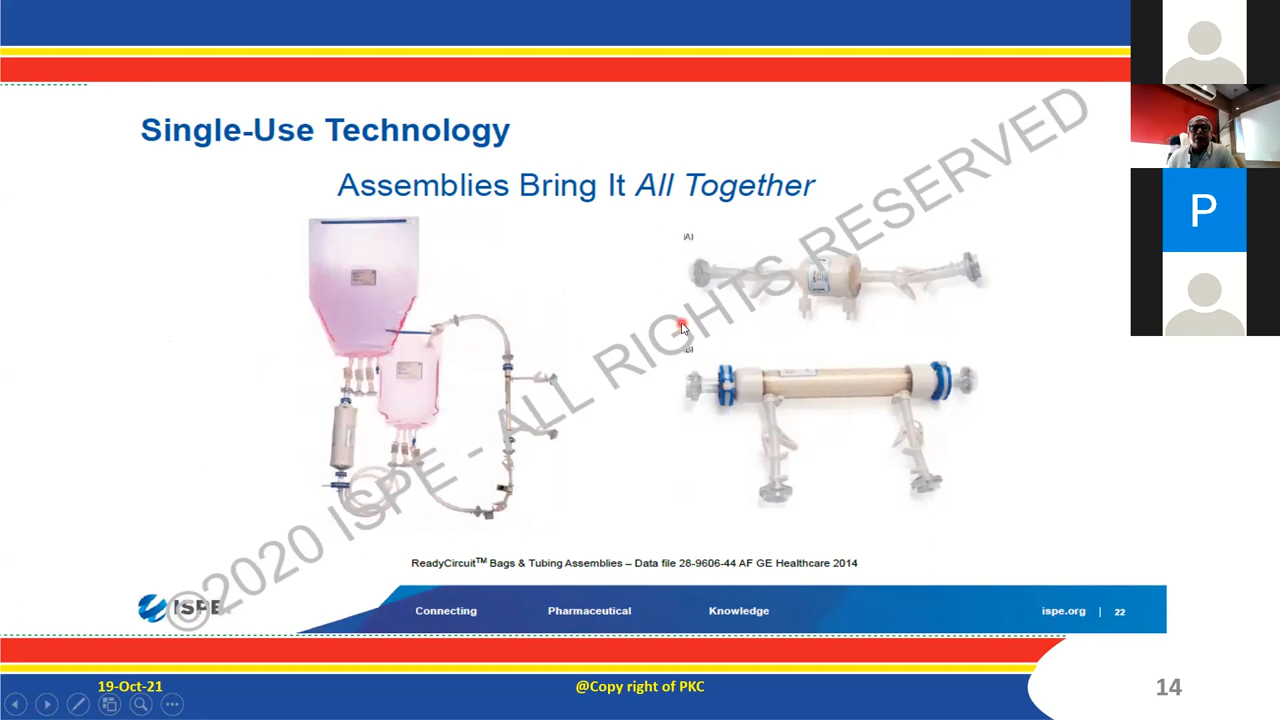 Single-Use Technology
Assemblies Bring It All Together
(A)
(B)
©2020 ISPE - ALL RIGHTS RESERVED
ReadyCircuit™ Bags & Tubing Assemblies – Data file 28-9606-44 AF GE Healthcare 2014
ISPE
Connecting Pharmaceutical Knowledge
ispe.org | 22
19-Oct-21
@Copy right of PKC
14
P